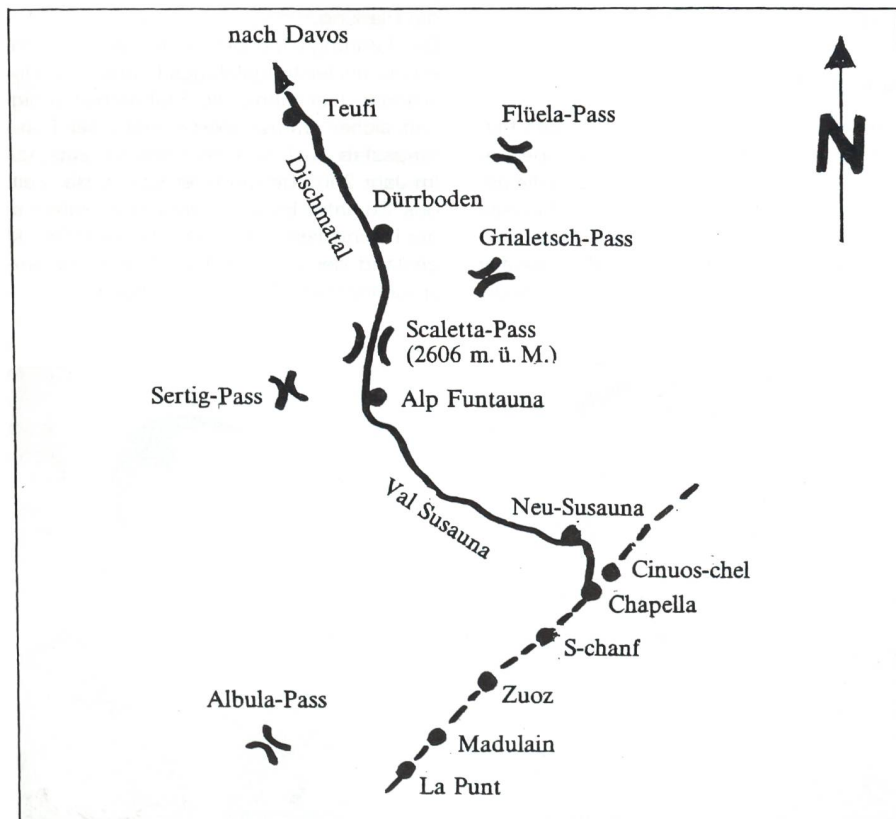 nach Davos
Teufi
Flüela-Pass
N
Dischmatal
Dürrboden
Grialetsch-Pass
Scaletta-Pass
(2606 m. ü. M.)
Sertig-Pass
Alp Funtauna
Val Susauna
Neu-Susauna
Cinuos-chel
Chapella
S-chanf
Zuoz
Albula-Pass
Madulain
La Punt